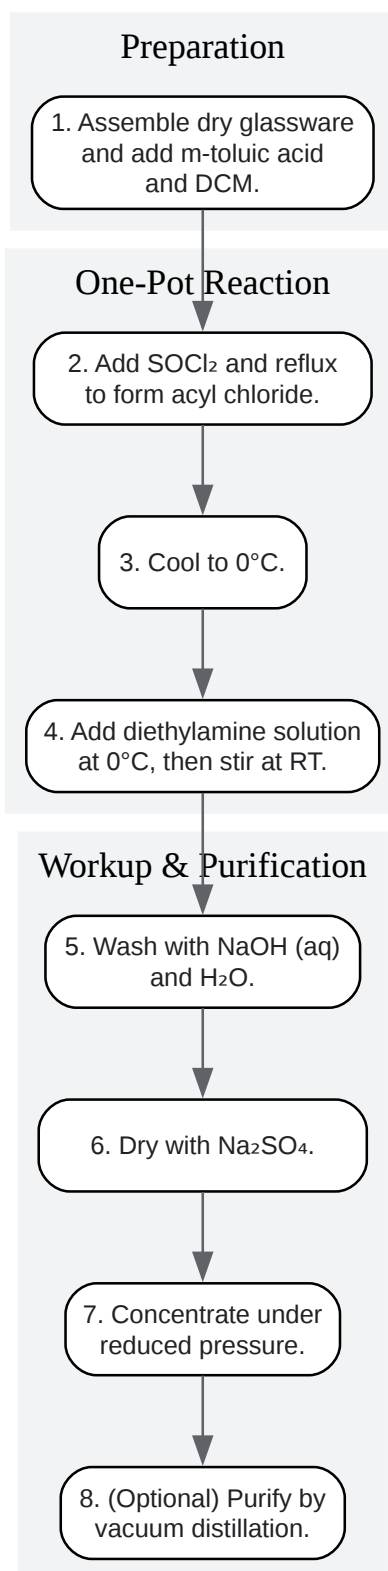 Preparation
1. Assemble dry glassware
and add m-toluic acid
and DCM.
One-Pot Reaction
2. Add SOCl₂ and reflux
to form acyl chloride.
3. Cool to 0°C.
4. Add diethylamine solution
at 0°C, then stir at RT.
Workup & Purification
5. Wash with NaOH (aq)
and H₂O.
6. Dry with Na₂SO₄.
7. Concentrate under
reduced pressure.
8. (Optional) Purify by
vacuum distillation.